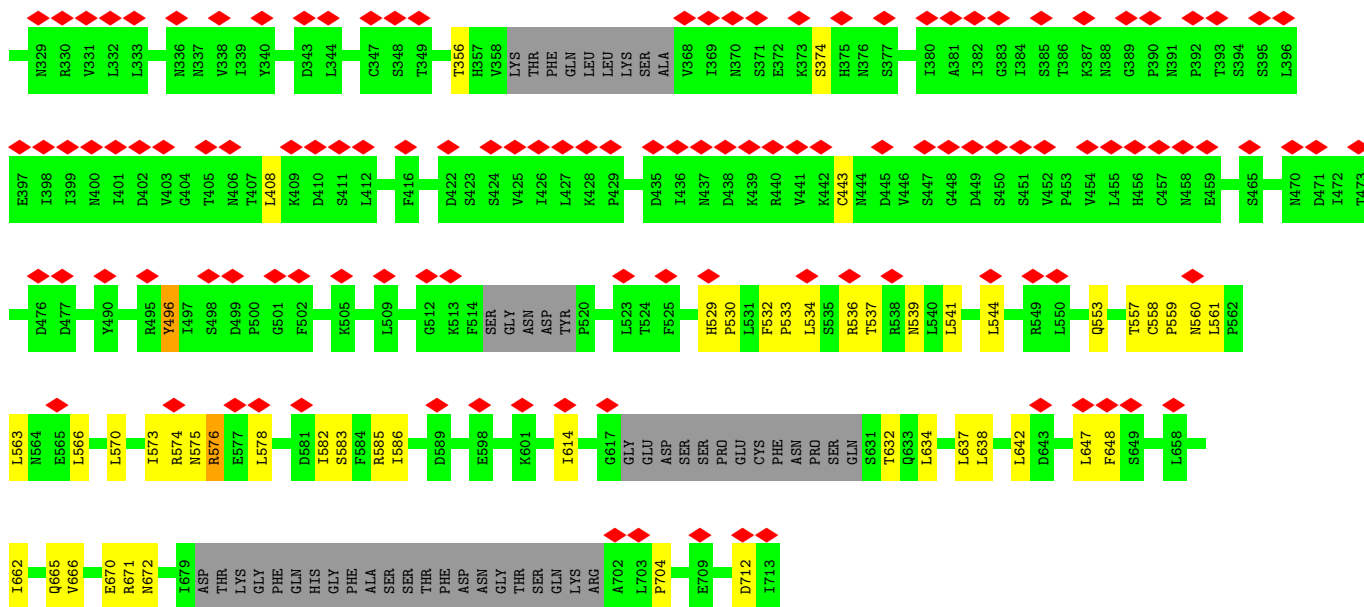 N329 R330 V331 L332 L333 N336 N337 V338 I339 Y340 D343 L344 C347 S348 T349 T356 H357 V358 LYS THR PHE GLN LEU LEU LYS SER ALA V368 I369 N370 S371 E372 K373 S374 H375 N376 S377 I380 A381 I382 G383 I384 S385 T386 K387 N388 G389 P390 N391 P392 T393 S394 S395 L396
E397 I398 I399 N400 I401 D402 V403 G404 T405 N406 T407 L408 K409 D410 S411 L412 F416 D422 S423 S424 V425 I426 L427 K428 P429 D435 I436 N437 D438 K439 R440 V441 K442 C443 N444 D445 V446 S447 G448 D449 S450 S451 V452 P453 V454 L455 H456 C457 N458 E459 S465 N470 D471 I472 T473
D476 D477 Y490 R495 Y496 I497 S498 D499 P500 G501 F502 K505 L509 G512 K513 F514 SER GLY ASN ASP TYR P520 L523 T524 F525 H529 P530 L531 F532 P533 L534 S535 R536 T537 R538 N539 L540 L541 L544 R549 L550 Q553 T557 C558 P559 N560 L561 P562
L563 N564 E565 L566 L570 I573 R574 N575 R576 E577 L578 D581 I582 S583 F584 R585 I586 D589 E598 K601 I614 G617 GLY GLU ASP SER SER PRO GLU CYS PHE ASN PRO SER GLN S631 T632 Q633 L634 L637 L638 L642 D643 L647 F648 S649 L658
I662 Q665 V666 E670 R671 N672 I679 ASP THR LYS GLY PHE GLN HIS GLY PHE ALA SER SER THR PHE ASP ASN GLY THR SER GLN LYS ARG A702 L703 P704 E709 D712 I713